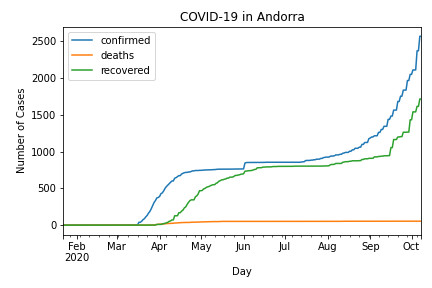 COVID-19 in Andorra
confirmed
deaths
recovered
2500
2000
1500
1000
500
0
Number of Cases
Feb Mar Apr May Jun Jul Aug Sep Oct
2020
Day